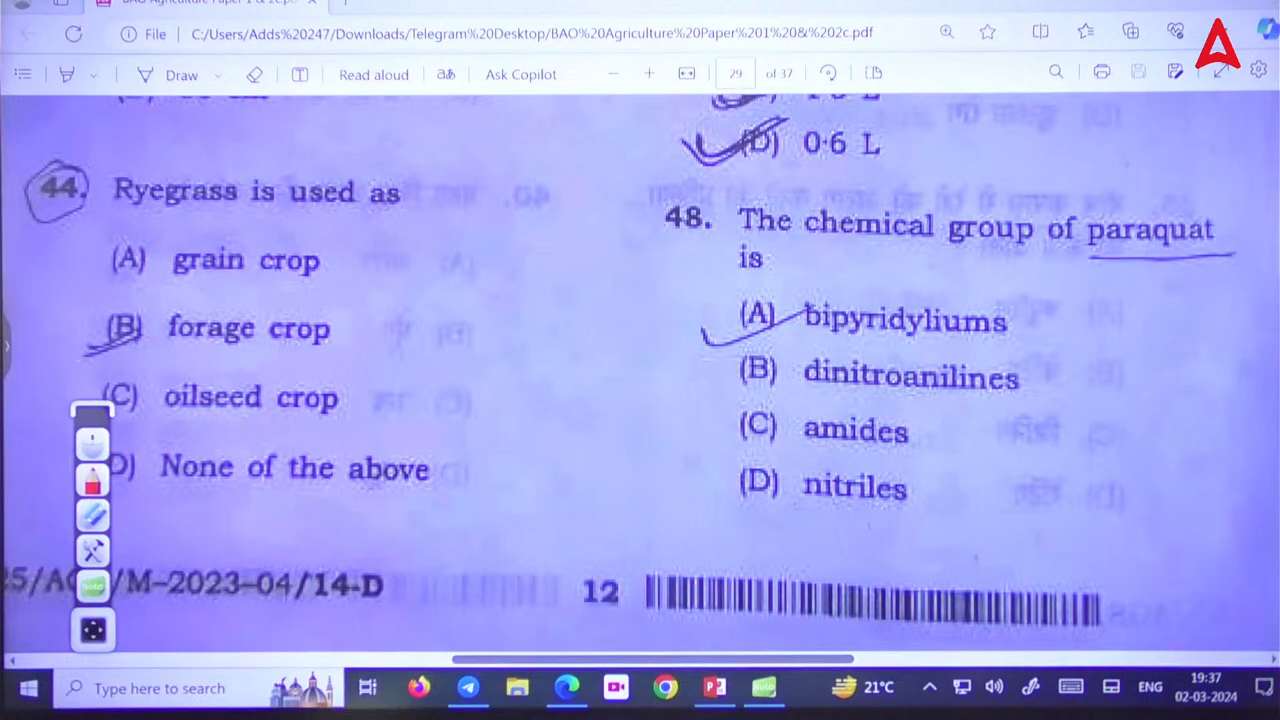 File
C:/Users/Adds%20247/Downloads/Telegram%20Desktop/BAO%20Agriculture%20Paper%201%20&%202c.pdf
Draw
Read aloud
Ask Copilot
29
of 37
(D) 0·6 L
44. Ryegrass is used as
(A) grain crop
(B) forage crop
(C) oilseed crop
D) None of the above
48. The chemical group of paraquat
is
(A) bipyridyliums
(B) dinitroanilines
(C) amides
(D) nitriles
/M–2023–04/14-D
12
Type here to search
21°C
ENG
19:37
02-03-2024